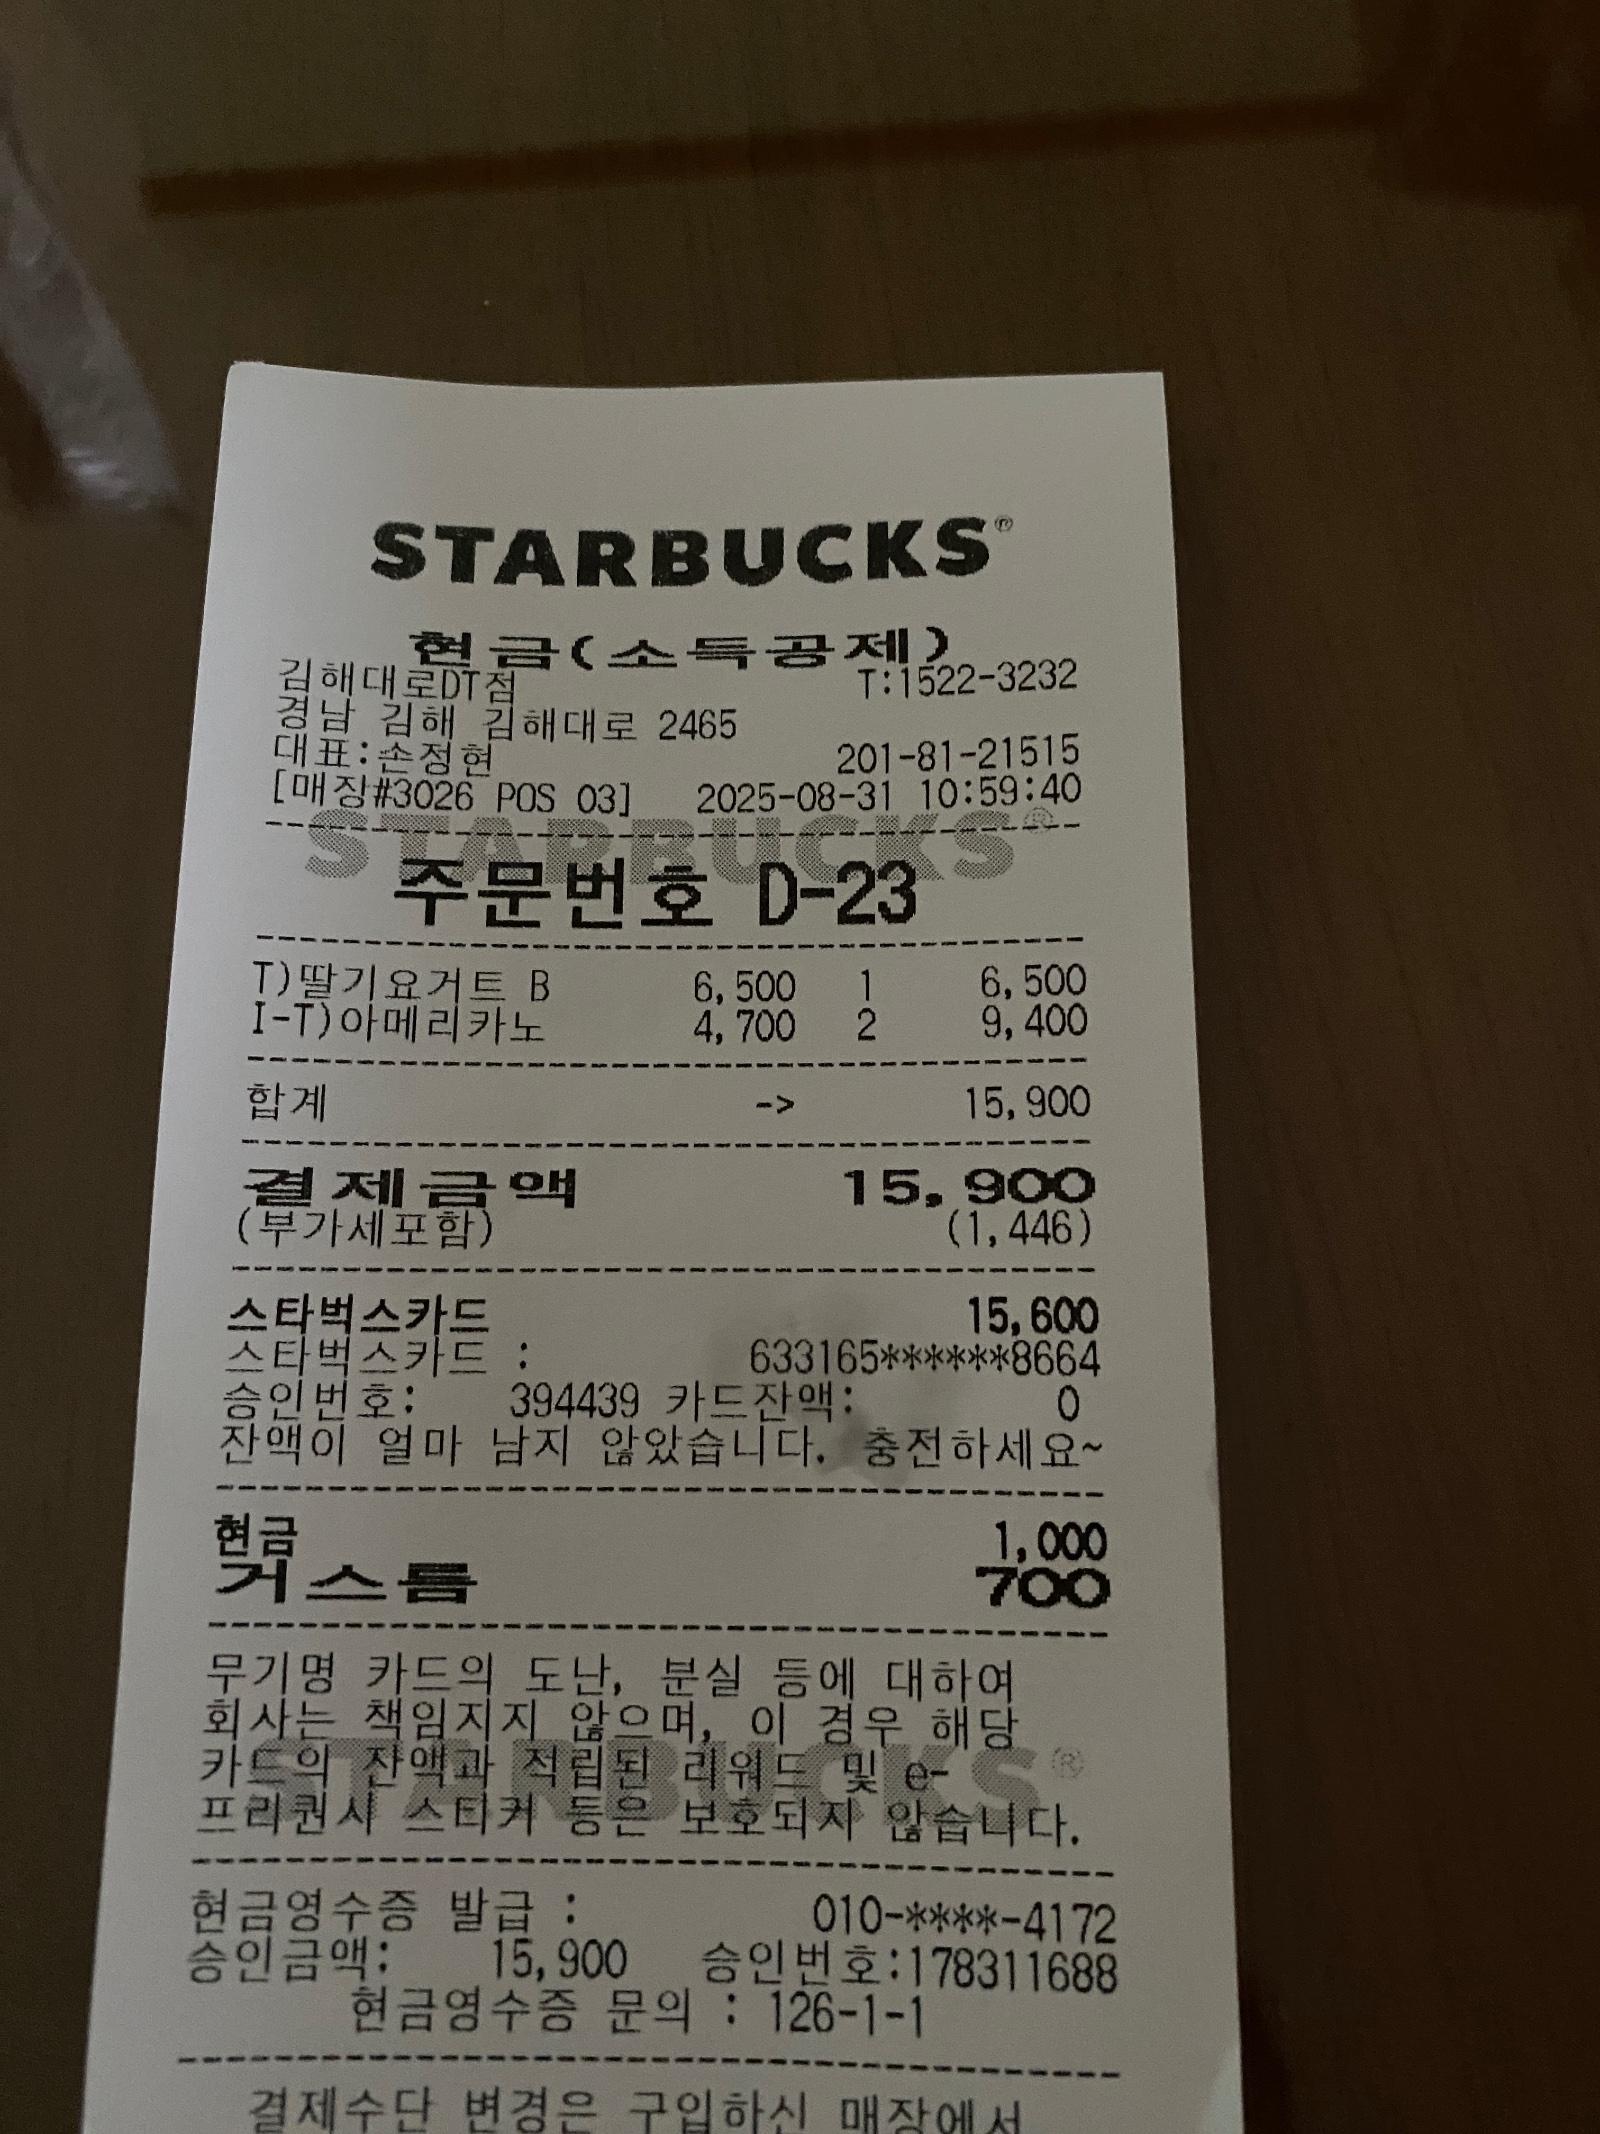 STARBUCKS®
현금(소득공제)
김해대로DT점 T:1522-3232
경남 김해 김해대로 2465
대표:손정현 201-81-21515
[매장#3026 POS 03] 2025-08-31 10:59:40
STARBUCKS®
주문번호 D-23
T)딸기요거트 B 6,500 1 6,500
I-T)아메리카노 4,700 2 9,400
합계 -> 15,900
결제금액 15,900
(부가세포함) (1,446)
스타벅스카드 15,600
스타벅스카드 : 633165******8664
승인번호: 394439 카드잔액: 0
잔액이 얼마 남지 않았습니다. 충전하세요~
현금 1,000
거스름 700
무기명 카드의 도난, 분실 등에 대하여
회사는 책임지지 않으며, 이 경우 해당
카드의 잔액과 적립된 리워드 및 e-
STARBUCKS®
프리퀀시 스티커 등은 보호되지 않습니다.
현금영수증 발급 : 010-****-4172
승인금액: 15,900 승인번호:178311688
현금영수증 문의 : 126-1-1
결제수단 변경은 구입하신 매장에서